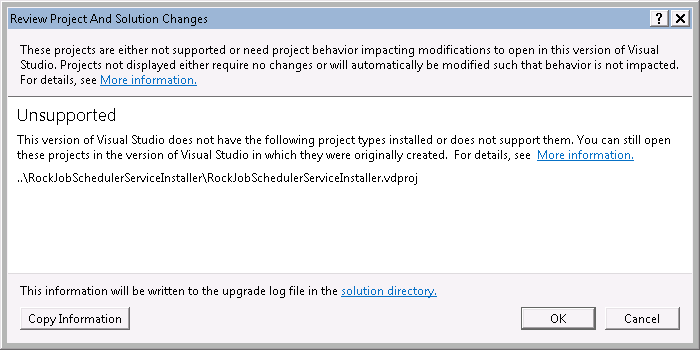 Review Project And Solution Changes
? X
These projects are either not supported or need project behavior impacting modifications to open in this version of Visual
Studio. Projects not displayed either require no changes or will automatically be modified such that behavior is not impacted.
For details, see More information.
Unsupported
This version of Visual Studio does not have the following project types installed or does not support them. You can still open
these projects in the version of Visual Studio in which they were originally created. For details, see More information.
..\RockJobSchedulerServiceInstaller\RockJobSchedulerServiceInstaller.vdproj
This information will be written to the upgrade log file in the solution directory.
Copy Information OK Cancel